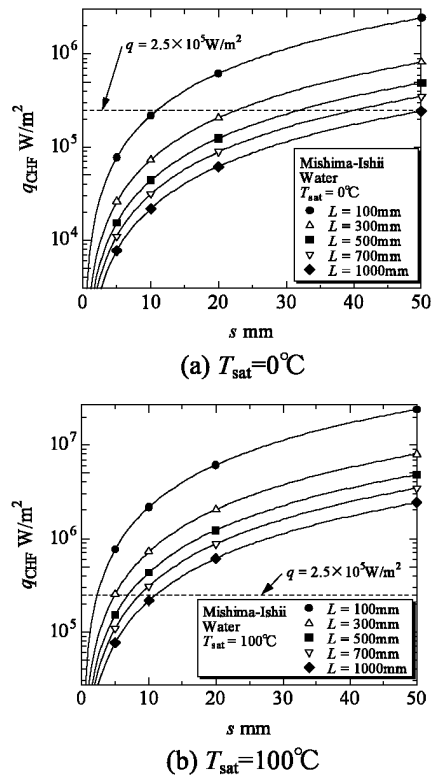 10⁶
10⁵
10⁴
q_CHF W/m²
q = 2.5×10⁵W/m²
Mishima-Ishii
Water
T_sat = 0℃
● L = 100mm
△ L = 300mm
■ L = 500mm
▽ L = 700mm
◆ L = 1000mm
0 10 20 30 40 50
s mm
(a) T_sat=0℃
10⁷
10⁶
10⁵
q_CHF W/m²
q = 2.5×10⁵W/m²
Mishima-Ishii
Water
T_sat = 100℃
● L = 100mm
△ L = 300mm
■ L = 500mm
▽ L = 700mm
◆ L = 1000mm
0 10 20 30 40 50
s mm
(b) T_sat=100℃